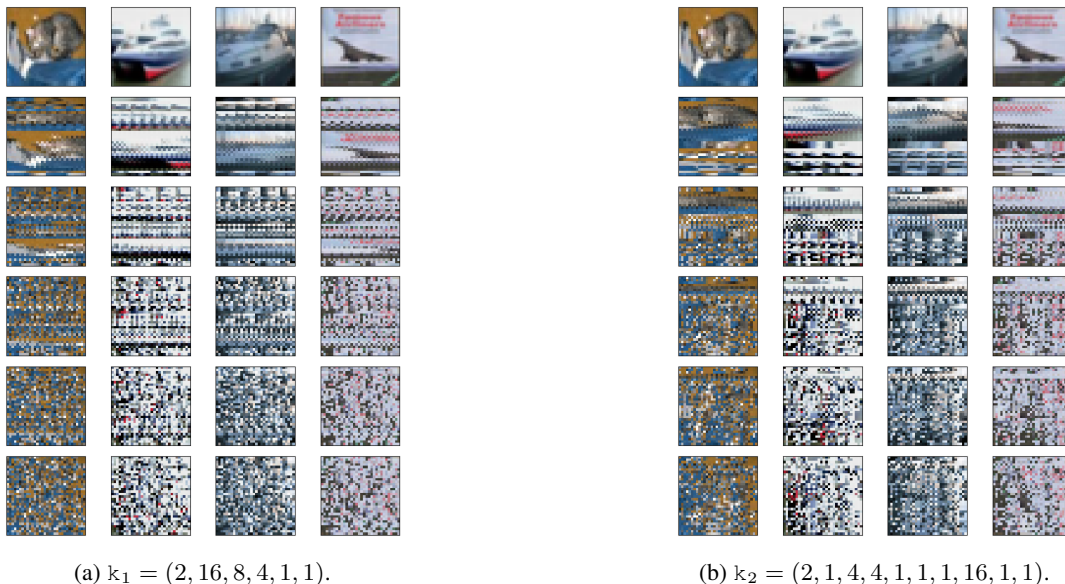 (a) k₁ = (2, 16, 8, 4, 1, 1).
(b) k₂ = (2, 1, 4, 4, 1, 1, 1, 16, 1, 1).